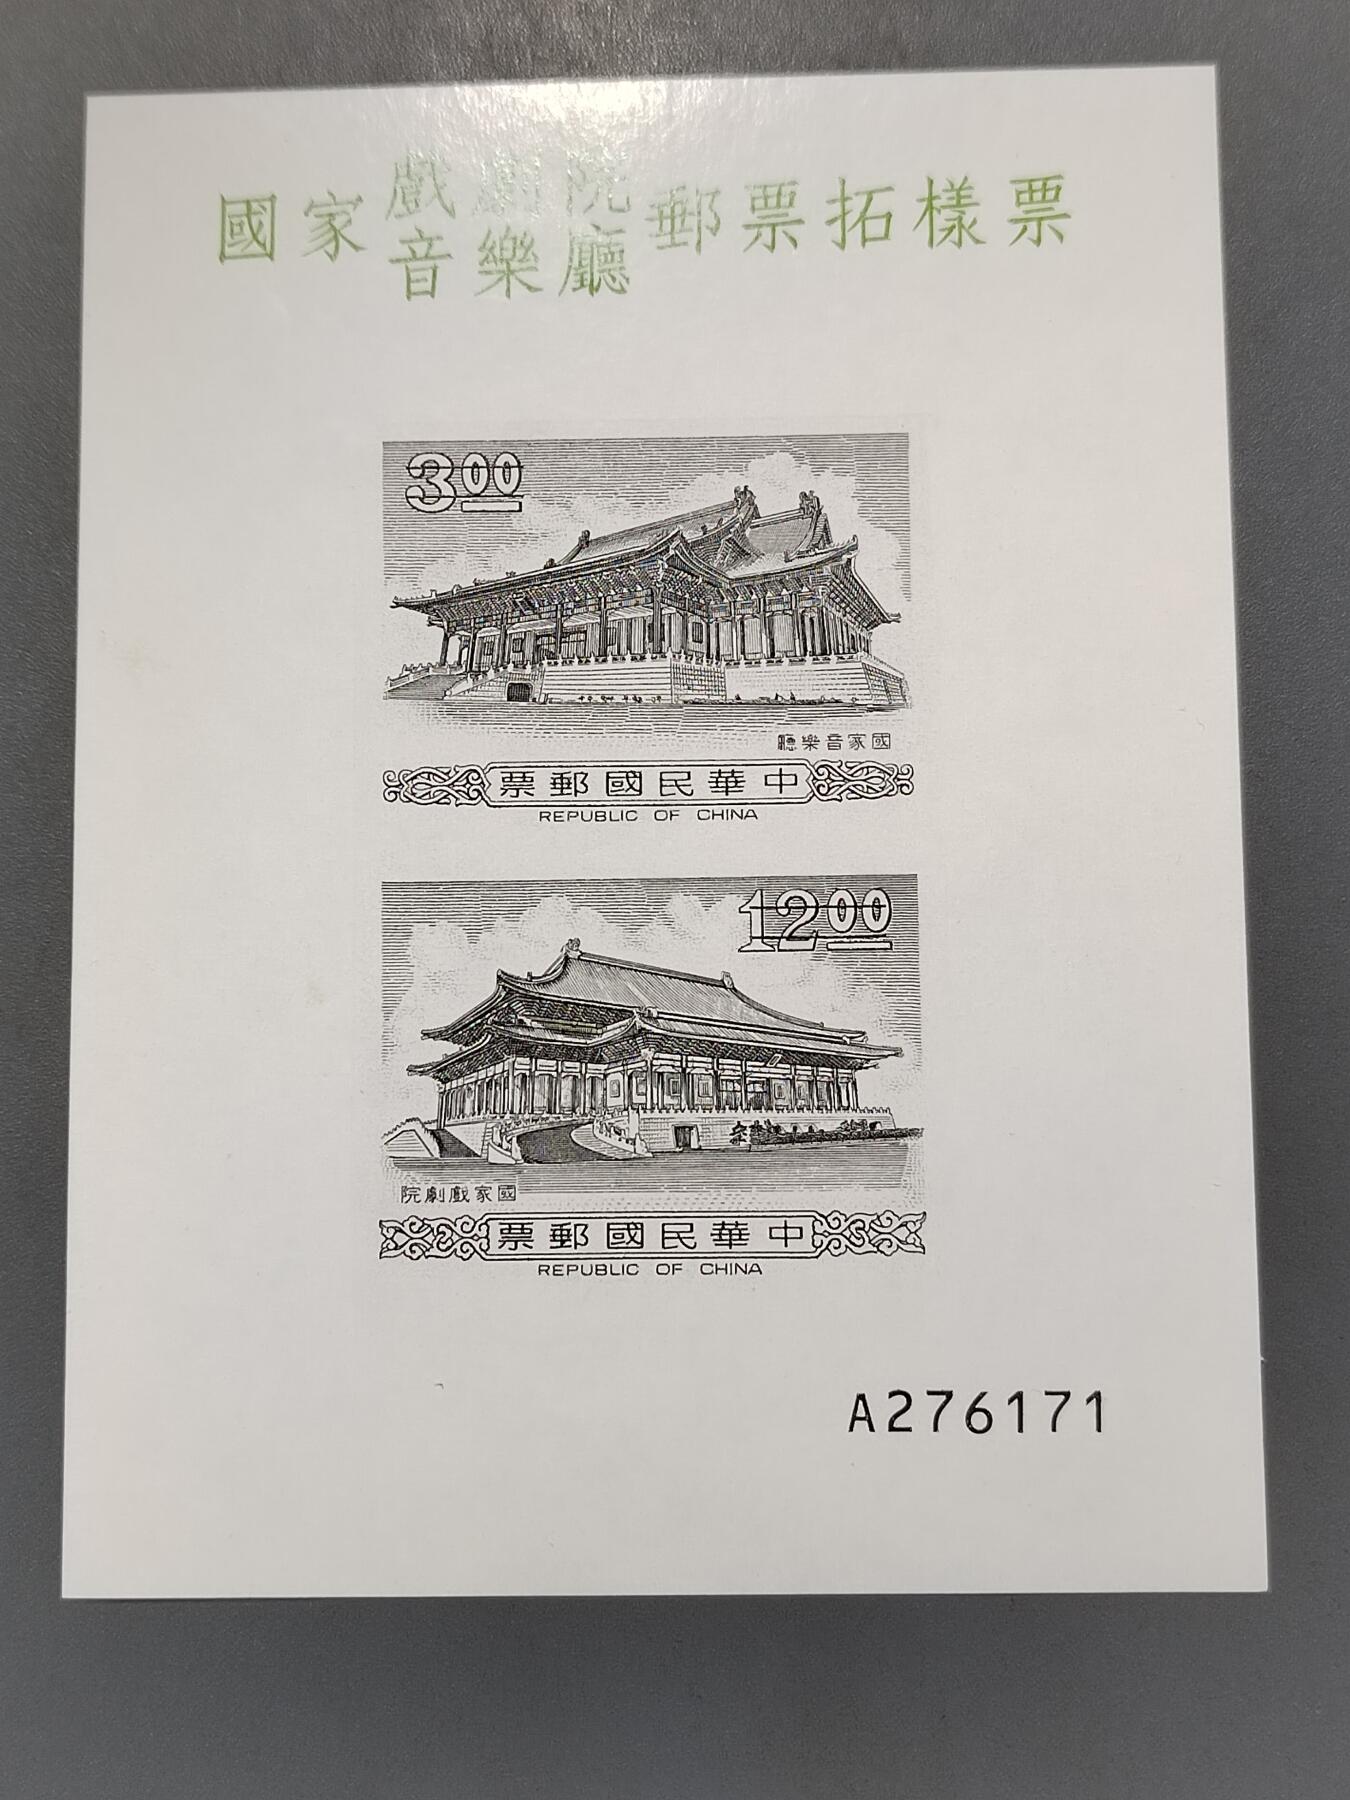 國家戲劇院音樂廳郵票拓樣票
3.00
國家音樂廳
中華民國郵票
REPUBLIC OF CHINA
12.00
國家戲劇院
中華民國郵票
REPUBLIC OF CHINA
A276171